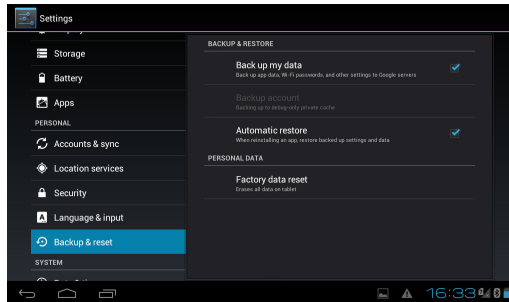 Settings
Storage
Battery
Apps
PERSONAL
Accounts & sync
Location services
Security
Language & input
Backup & reset
SYSTEM
BACKUP & RESTORE
Back up my data
Back up app data, Wi-Fi passwords, and other settings to Google servers
Backup account
Backing up to debug-only private cache
Automatic restore
When reinstalling an app, restore backed up settings and data
PERSONAL DATA
Factory data reset
Erases all data on tablet
16:33